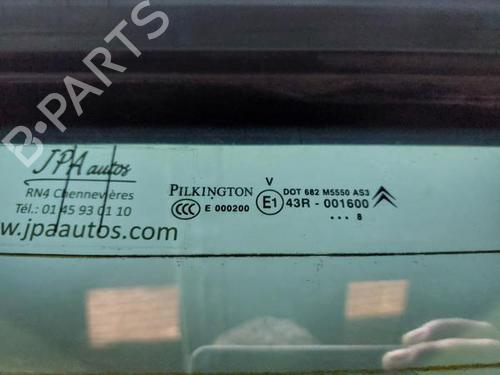 B-PARTS
JPA autos
RN4 Chennevières
Tél.: 01 45 93 01 10
w.jpaautos.com
PILKINGTON
CCC E 000200
V
DOT 682 M5550 AS3
E1 43R - 001600
... 8